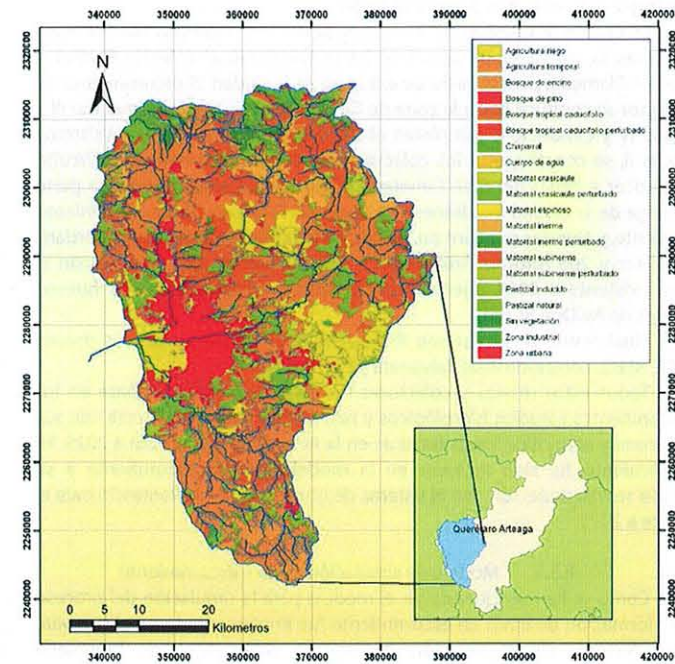 340000 350000 360000 370000 380000 390000 400000 410000 420000
2320000
2310000
2300000
2290000
2280000
2270000
2260000
2250000
2240000
N
Agricultura riego
Agricultura temporal
Bosque de encino
Bosque de pino
Bosque tropical caducifolio
Bosque tropical caducifolio perturbado
Chaparral
Cuerpo de agua
Matorral crasicaule
Matorral crasicaule perturbado
Matorral espinoso
Matorral inerme
Matorral inerme perturbado
Matorral subinerme
Matorral subinerme perturbado
Pastizal inducido
Pastizal natural
Sin vegetación
Zona industrial
Zona urbana
Querétaro Arteaga
0 5 10 20
Kilometros
340000 350000 360000 370000 380000 390000 400000 410000 420000